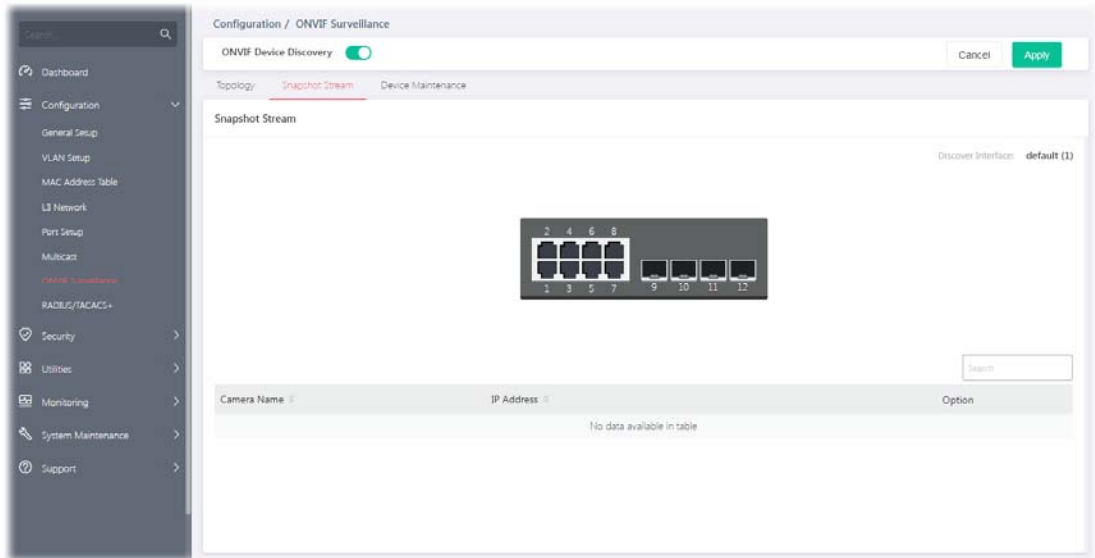 Search...
Dashboard
Configuration
General Setup
VLAN Setup
MAC Address Table
L3 Network
Port Setup
Multicast
ONVIF Surveillance
RADIUS/TACACS+
Security
Utilities
Monitoring
System Maintenance
Support
Configuration / ONVIF Surveillance
ONVIF Device Discovery
Cancel Apply
Topology Snapshot Stream Device Maintenance
Snapshot Stream
Discover Interface: default (1)
2 4 6 8
1 3 5 7 9 10 11 12
Search
Camera Name IP Address Option
No data available in table